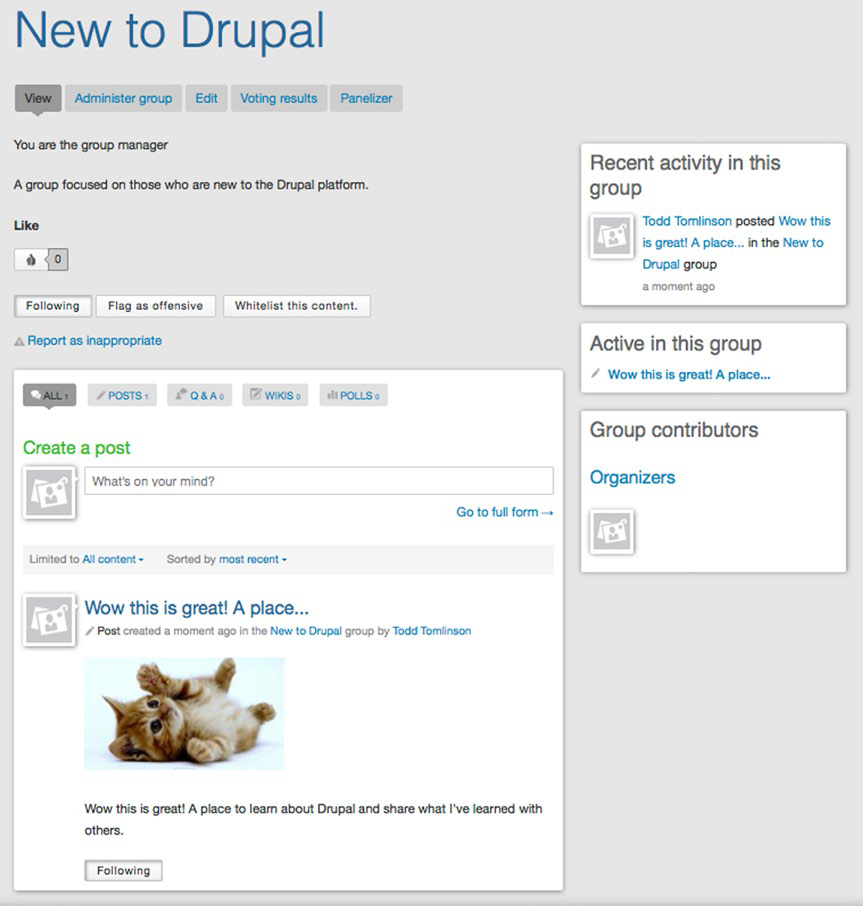 New to Drupal
View Administer group Edit Voting results Panelizer
You are the group manager
A group focused on those who are new to the Drupal platform.
Like
0
Following Flag as offensive Whitelist this content.
Report as inappropriate
ALL 1 POSTS 1 Q & A 0 WIKIS 0 POLLS 0
Create a post
What's on your mind?
Go to full form →
Limited to All content Sorted by most recent
Wow this is great! A place...
Post created a moment ago in the New to Drupal group by Todd Tomlinson
Wow this is great! A place to learn about Drupal and share what I've learned with
others.
Following
Recent activity in this
group
Todd Tomlinson posted Wow this
is great! A place... in the New to
Drupal group
a moment ago
Active in this group
Wow this is great! A place...
Group contributors
Organizers